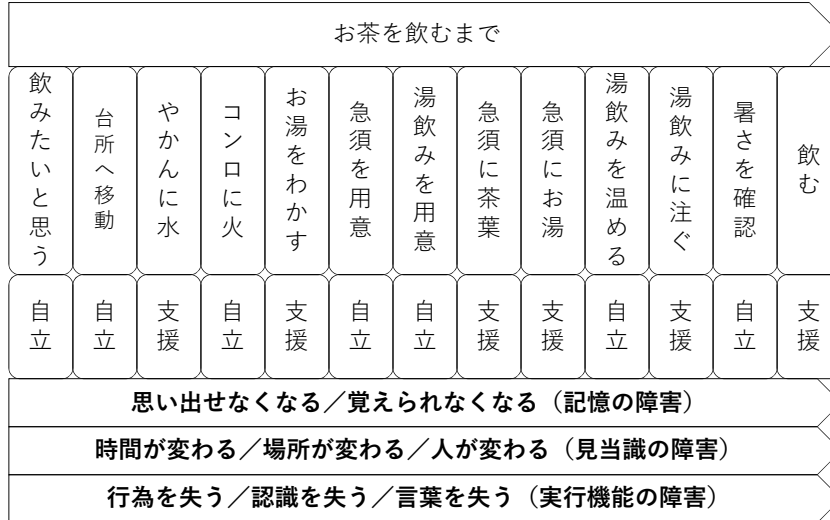 お茶を飲むまで
飲みたいと思う
台所へ移動
やかんに水
コンロに火
お湯をわかす
急須を用意
湯飲みを用意
急須に茶葉
急須にお湯
湯飲みを温める
湯飲みに注ぐ
暑さを確認
飲む
自立
自立
支援
自立
支援
自立
自立
支援
支援
自立
支援
自立
支援
思い出せなくなる／覚えられなくなる（記憶の障害）
時間が変わる／場所が変わる／人が変わる（見当識の障害）
行為を失う／認識を失う／言葉を失う（実行機能の障害）